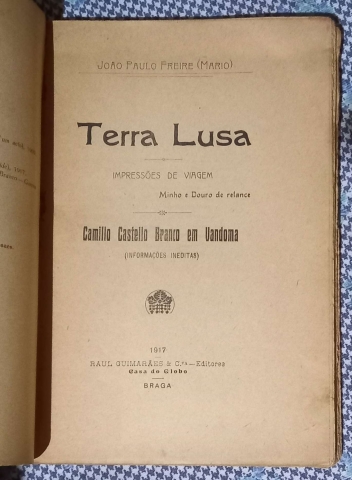 JOÃO PAULO FREIRE (MARIO)
Terra Lusa
IMPRESSÕES DE VIAGEM
Minho e Douro de relance
Camillo Castello Branco em Vandoma
(INFORMAÇÕES INEDITAS)
1917
RAUL GUIMARÃES & C.ª—Editores
Casa do Globo
BRAGA